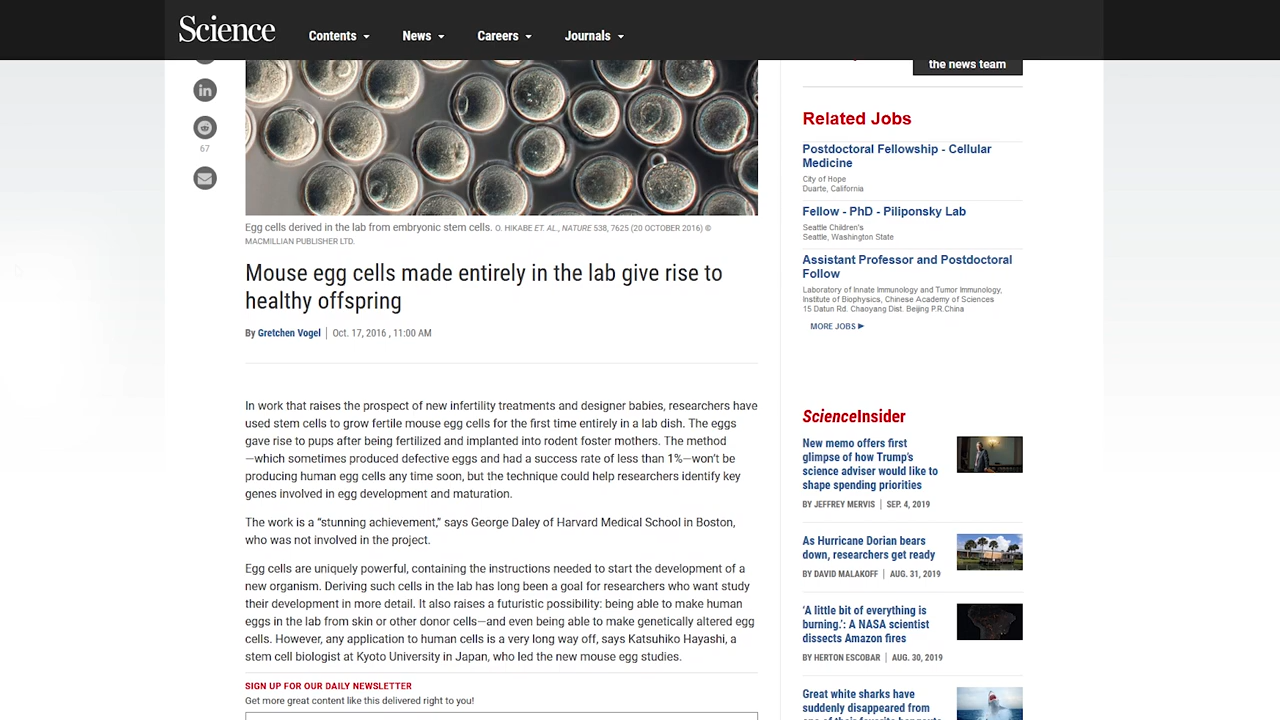 Science
Contents
News
Careers
Journals
67
Egg cells derived in the lab from embryonic stem cells. O. HIKABE ET. AL., NATURE 538, 7625 (20 OCTOBER 2016) ©
MACMILLIAN PUBLISHER LTD.
Mouse egg cells made entirely in the lab give rise to
healthy offspring
By Gretchen Vogel | Oct. 17, 2016 , 11:00 AM
In work that raises the prospect of new infertility treatments and designer babies, researchers have
used stem cells to grow fertile mouse egg cells for the first time entirely in a lab dish. The eggs
gave rise to pups after being fertilized and implanted into rodent foster mothers. The method
—which sometimes produced defective eggs and had a success rate of less than 1%—won't be
producing human egg cells any time soon, but the technique could help researchers identify key
genes involved in egg development and maturation.
The work is a “stunning achievement,” says George Daley of Harvard Medical School in Boston,
who was not involved in the project.
Egg cells are uniquely powerful, containing the instructions needed to start the development of a
new organism. Deriving such cells in the lab has long been a goal for researchers who want study
their development in more detail. It also raises a futuristic possibility: being able to make human
eggs in the lab from skin or other donor cells—and even being able to make genetically altered egg
cells. However, any application to human cells is a very long way off, says Katsuhiko Hayashi, a
stem cell biologist at Kyoto University in Japan, who led the new mouse egg studies.
SIGN UP FOR OUR DAILY NEWSLETTER
Get more great content like this delivered right to you!
the news team
Related Jobs
Postdoctoral Fellowship - Cellular
Medicine
City of Hope
Duarte, California
Fellow - PhD - Piliponsky Lab
Seattle Children's
Seattle, Washington State
Assistant Professor and Postdoctoral
Follow
Laboratory of Innate Immunology and Tumor Immunology,
Institute of Biophysics, Chinese Academy of Sciences
15 Datun Rd. Chaoyang Dist. Beijing P.R.China
MORE JOBS ►
ScienceInsider
New memo offers first
glimpse of how Trump's
science adviser would like to
shape spending priorities
BY JEFFREY MERVIS | SEP. 4, 2019
As Hurricane Dorian bears
down, researchers get ready
BY DAVID MALAKOFF | AUG. 31, 2019
‘A little bit of everything is
burning.’: A NASA scientist
dissects Amazon fires
BY HERTON ESCOBAR | AUG. 30, 2019
Great white sharks have
suddenly disappeared from